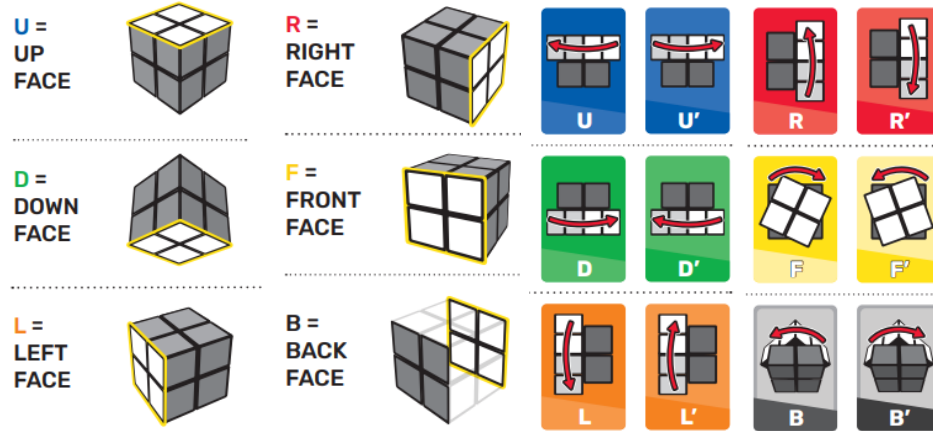 U =
UP
FACE
R =
RIGHT
FACE
U
U'
R
R'
D =
DOWN
FACE
F =
FRONT
FACE
D
D'
F
F'
L =
LEFT
FACE
B =
BACK
FACE
L
L'
B
B'